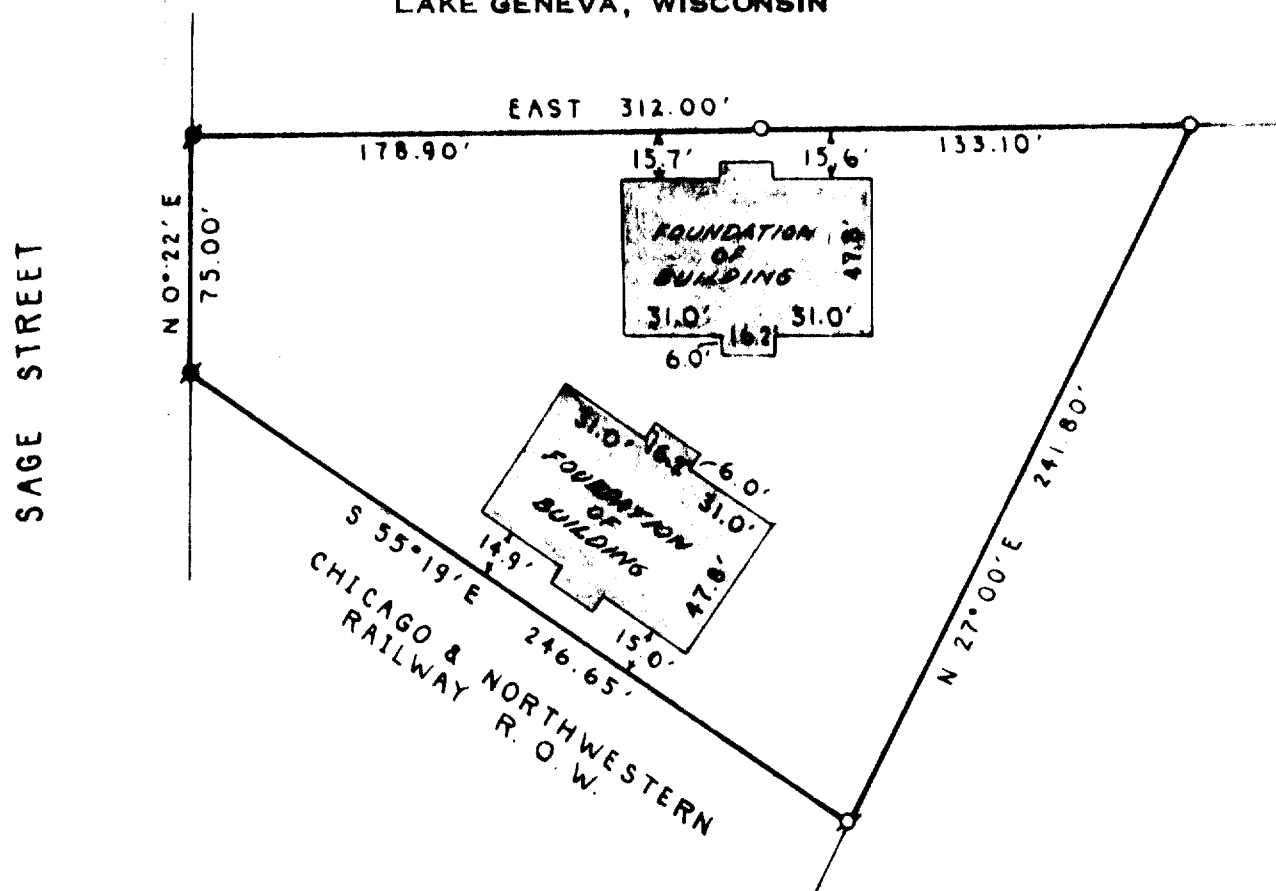 LAKE GENEVA, WISCONSIN
EAST 312.00'
178.90'
15.7'
15.6'
133.10'
N 0°22' E
75.00'
SAGE STREET
FOUNDATION
OF
BUILDING
47.8'
31.0'
16.2'
31.0'
6.0'
31.0'
16.2'
6.0'
31.0'
FOUNDATION
OF
BUILDING
47.8'
14.9'
15.0'
S 55°19' E
246.65'
CHICAGO & NORTHWESTERN
RAILWAY R.O.W.
N 27°00' E 241.80'